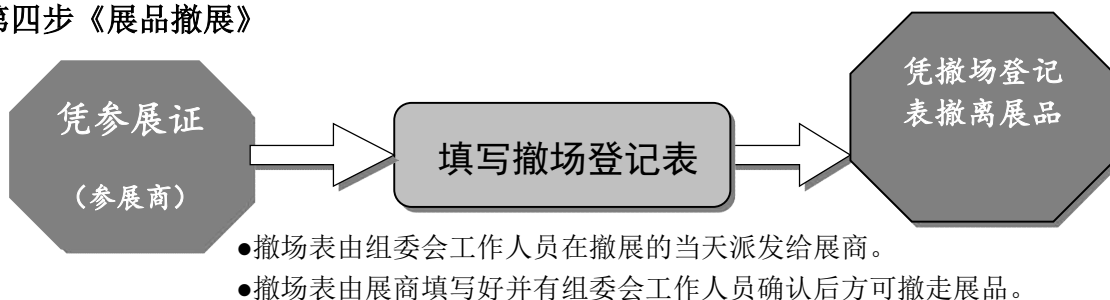 第四步《展品撤展》
凭参展证
（参展商）
填写撤场登记表
凭撤场登记
表撤离展品
●撤场表由组委会工作人员在撤展的当天派发给展商。
●撤场表由展商填写好并有组委会工作人员确认后方可撤走展品。